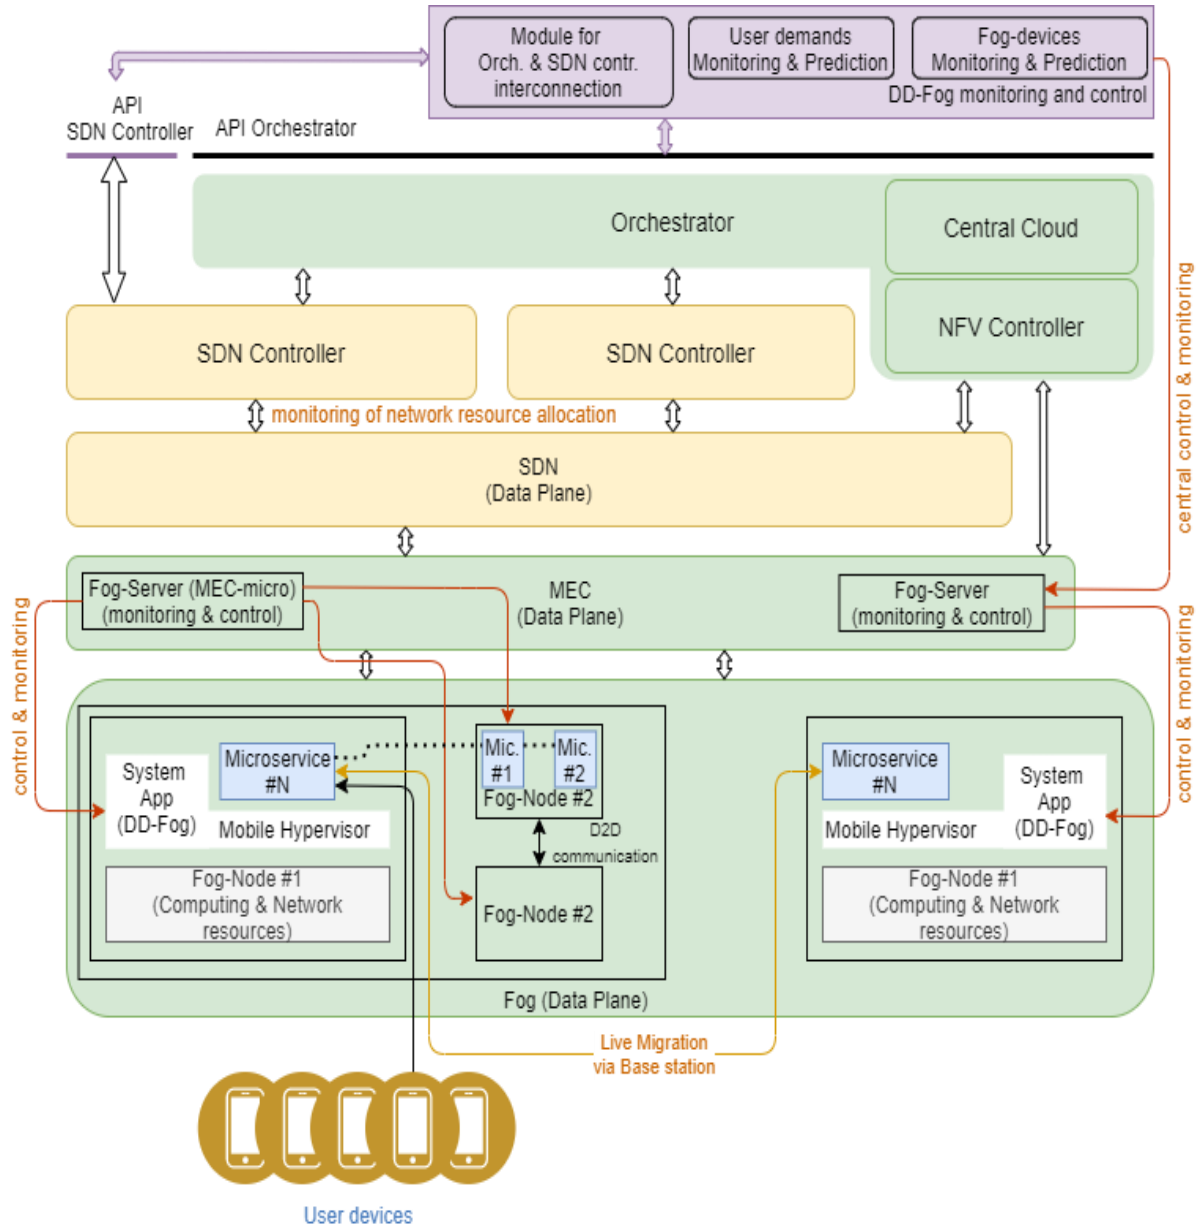 Module for
Orch. & SDN contr.
interconnection
User demands
Monitoring & Prediction
Fog-devices
Monitoring & Prediction
DD-Fog monitoring and control
API
SDN Controller
API Orchestrator
Orchestrator
Central Cloud
NFV Controller
SDN Controller
SDN Controller
central control & monitoring
monitoring of network resource allocation
SDN
(Data Plane)
Fog-Server (MEC-micro)
(monitoring & control)
MEC
(Data Plane)
Fog-Server
(monitoring & control)
control & monitoring
control & monitoring
Microservice
#N
System
App
(DD-Fog)
Mobile Hypervisor
Fog-Node #1
(Computing & Network
resources)
Mic.
#1
Mic.
#2
Fog-Node #2
D2D
communication
Fog-Node #2
Microservice
#N
System
App
(DD-Fog)
Mobile Hypervisor
Fog-Node #1
(Computing & Network
resources)
Fog (Data Plane)
Live Migration
via Base station
User devices